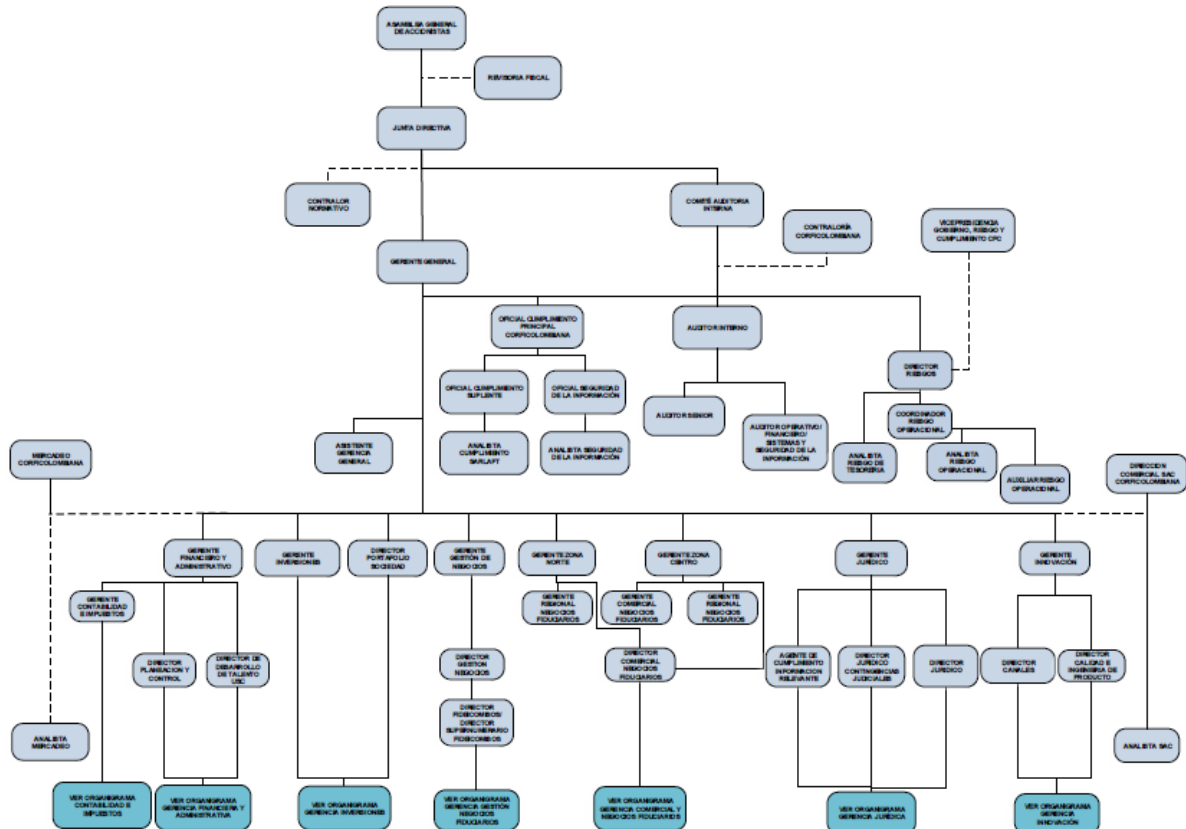 ASAMBLEA GENERAL
DE ACCIONISTAS
REVISORIA FISCAL
JUNTA DIRECTIVA
CONTRALOR
NORMATIVO
COMITÉ AUDITORIA
INTERNA
CONTRALORÍA
CORFICOLOMBIANA
VICEPRESIDENCIA
GOBIERNO, RIESGO Y
CUMPLIMIENTO CFC
GERENTE GENERAL
OFICIAL CUMPLIMIENTO
PRINCIPAL
CORFICOLOMBIANA
AUDITOR INTERNO
DIRECTOR
RIESGOS
OFICIAL CUMPLIMIENTO
SUPLENTE
OFICIAL SEGURIDAD
DE LA INFORMACIÓN
AUDITOR SENIOR
AUDITOR OPERATIVO/
FINANCIERO/
SISTEMAS Y
SEGURIDAD DE LA
INFORMACIÓN
COORDINADOR
RIESGO
OPERACIONAL
ASISTENTE
GERENCIA
GENERAL
ANALISTA
CUMPLIMIENTO
SARLAFT
ANALISTA SEGURIDAD
DE LA INFORMACIÓN
ANALISTA
RIESGO DE
TESORERIA
ANALISTA
RIESGO
OPERACIONAL
AUXILIAR RIESGO
OPERACIONAL
MERCADEO
CORFICOLOMBIANA
DIRECCION
COMERCIAL SAC
CORFICOLOMBIANA
GERENTE
FINANCIERO Y
ADMINISTRATIVO
GERENTE
INVERSIONES
DIRECTOR
PORTAFOLIO
SOCIEDAD
GERENTE
GESTIÓN DE
NEGOCIOS
GERENTE ZONA
NORTE
GERENTE ZONA
CENTRO
GERENTE
JURÍDICO
GERENTE
INNOVACIÓN
GERENTE
CONTABILIDAD
E IMPUESTOS
GERENTE
REGIONAL
NEGOCIOS
FIDUCIARIOS
GERENTE
COMERCIAL
NEGOCIOS
FIDUCIARIOS
GERENTE
REGIONAL
NEGOCIOS
FIDUCIARIOS
DIRECTOR
PLANEACION Y
CONTROL
DIRECTOR DE
DESARROLLO
DE TALENTO
USC
DIRECTOR
GESTION
NEGOCIOS
DIRECTOR
COMERCIAL
NEGOCIOS
FIDUCIARIOS
AGENTE DE
CUMPLIMIENTO
INFORMACION
RELEVANTE
DIRECTOR
JURÍDICO
CONTINGENCIAS
JUDICIALES
DIRECTOR
JURÍDICO
DIRECTOR
CANALES
DIRECTOR
CALIDAD E
INGENIERIA DE
PRODUCTO
DIRECTOR
FIDEICOMISOS/
DIRECTOR
SUPERNUMERARIO
FIDEICOMISOS
ANALISTA
MERCADEO
ANALISTA SAC
VER ORGANIGRAMA
CONTABILIDAD E
IMPUESTOS
VER ORGANIGRAMA
GERENCIA FINANCIERA Y
ADMINISTRATIVA
VER ORGANIGRAMA
GERENCIA INVERSIONES
VER ORGANIGRAMA
GERENCIA GESTIÓN
NEGOCIOS
FIDUCIARIOS
VER ORGANIGRAMA
GERENCIA COMERCIAL Y
NEGOCIOS FIDUCIARIOS
VER ORGANIGRAMA
GERENCIA JURÍDICA
VER ORGANIGRAMA
GERENCIA
INNOVACIÓN